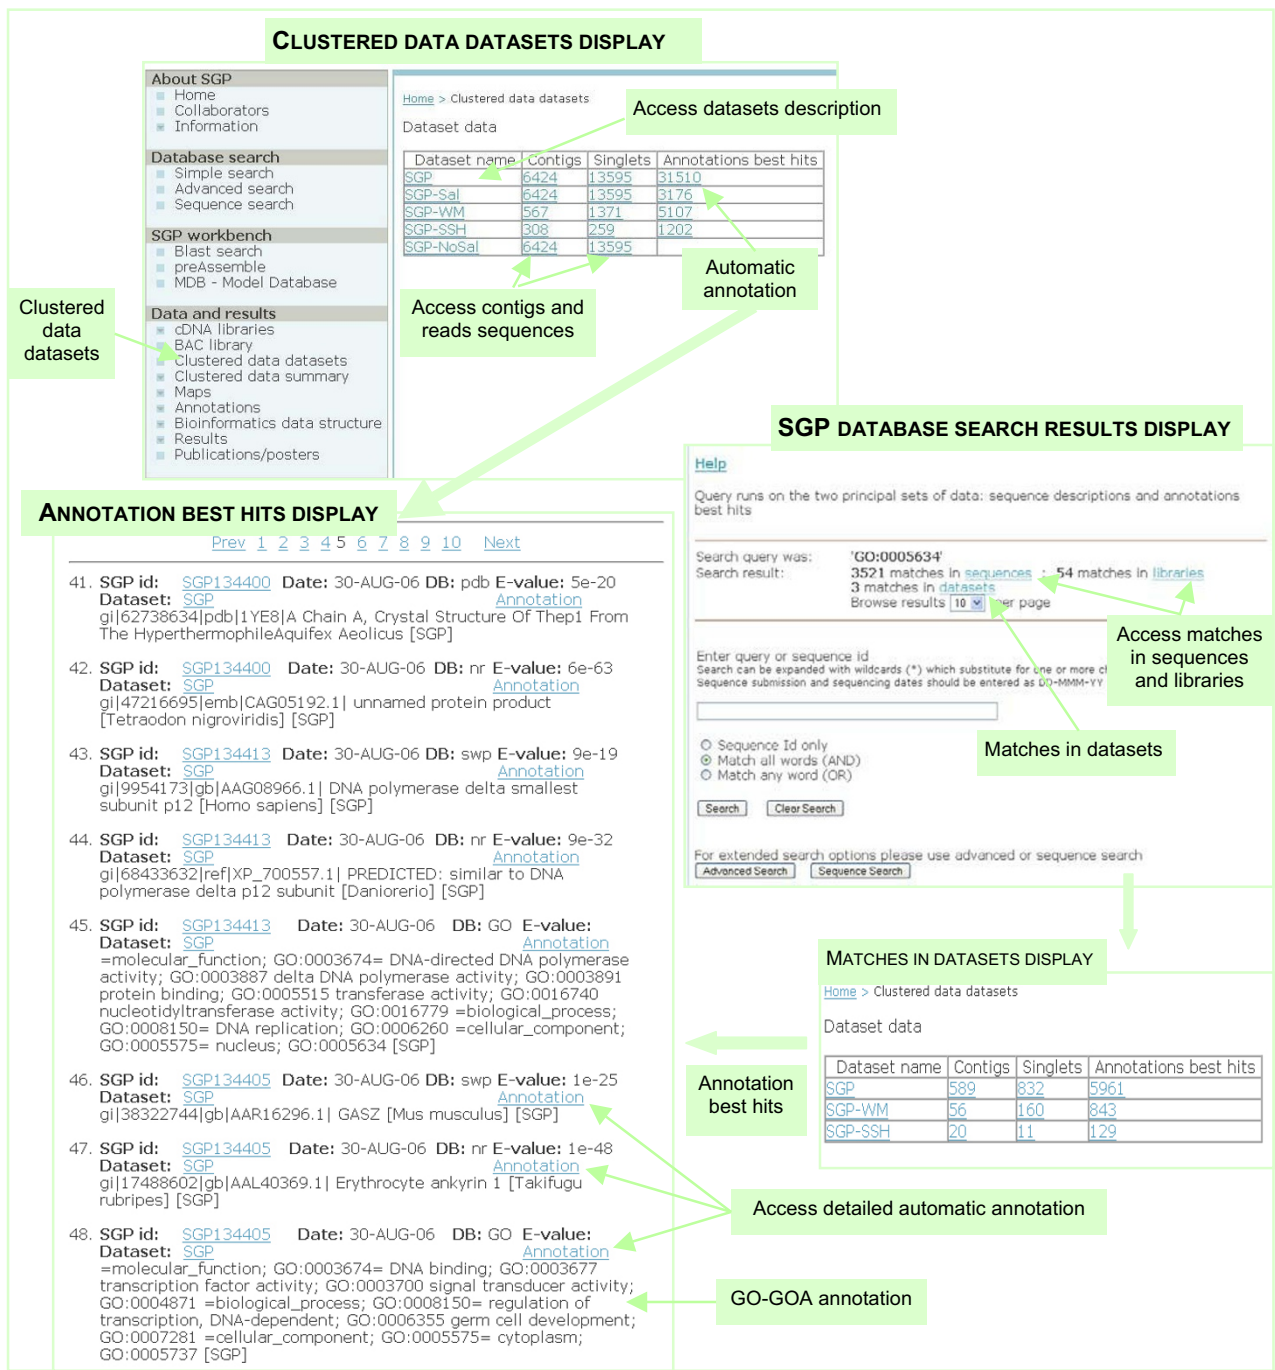 CLUSTERED DATA DATASETS DISPLAY
About SGP
Home
Collaborators
Information
Database search
Simple search
Advanced search
Sequence search
SGP workbench
Blast search
preAssemble
MDB - Model Database
Data and results
cDNA libraries
BAC library
Clustered data datasets
Clustered data summary
Maps
Annotations
Bioinformatics data structure
Results
Publications/posters
Clustered
data
datasets
Home > Clustered data datasets
Access datasets description
Dataset data
Dataset name Contigs Singlets Annotations best hits
SGP 6424 13595 31510
SGP-Sal 6424 13595 3176
SGP-WM 567 1371 5107
SGP-SSH 308 259 1202
SGP-NoSal 6424 13595
Automatic
annotation
Access contigs and
reads sequences
SGP DATABASE SEARCH RESULTS DISPLAY
Help
Query runs on the two principal sets of data: sequence descriptions and annotations
best hits
Search query was: 'GO:0005634'
Search result: 3521 matches in sequences : 54 matches in libraries
3 matches in datasets
Browse results 10 per page
Access matches
in sequences
and libraries
Enter query or sequence id
Search can be expanded with wildcards (*) which substitute for one or more ch
Sequence submission and sequencing dates should be entered as DD-MMM-YY
Matches in datasets
Sequence Id only
Match all words (AND)
Match any word (OR)
Search Clear Search
For extended search options please use advanced or sequence search
Advanced Search Sequence Search
ANNOTATION BEST HITS DISPLAY
Prev 1 2 3 4 5 6 7 8 9 10 Next
41. SGP id: SGP134400 Date: 30-AUG-06 DB: pdb E-value: 5e-20
Dataset: SGP Annotation
gi|62738634|pdb|1YE8|A Chain A, Crystal Structure Of Thep1 From
The HyperthermophileAquifex Aeolicus [SGP]
42. SGP id: SGP134400 Date: 30-AUG-06 DB: nr E-value: 6e-63
Dataset: SGP Annotation
gi|47216695|emb|CAG05192.1| unnamed protein product
[Tetraodon nigroviridis] [SGP]
43. SGP id: SGP134413 Date: 30-AUG-06 DB: swp E-value: 9e-19
Dataset: SGP Annotation
gi|9954173|gb|AAG08966.1| DNA polymerase delta smallest
subunit p12 [Homo sapiens] [SGP]
44. SGP id: SGP134413 Date: 30-AUG-06 DB: nr E-value: 9e-32
Dataset: SGP Annotation
gi|68433632|ref|XP_700557.1| PREDICTED: similar to DNA
polymerase delta p12 subunit [Daniorerio] [SGP]
45. SGP id: SGP134413 Date: 30-AUG-06 DB: GO E-value:
Dataset: SGP Annotation
=molecular_function; GO:0003674= DNA-directed DNA polymerase
activity; GO:0003887 delta DNA polymerase activity; GO:0003891
protein binding; GO:0005515 transferase activity; GO:0016740
nucleotidyltransferase activity; GO:0016779 =biological_process;
GO:0008150= DNA replication; GO:0006260 =cellular_component;
GO:0005575= nucleus; GO:0005634 [SGP]
46. SGP id: SGP134405 Date: 30-AUG-06 DB: swp E-value: 1e-25
Dataset: SGP Annotation
gi|38322744|gb|AAR16296.1| GASZ [Mus musculus] [SGP]
47. SGP id: SGP134405 Date: 30-AUG-06 DB: nr E-value: 1e-48
Dataset: SGP Annotation
gi|17488602|gb|AAL40369.1| Erythrocyte ankyrin 1 [Takifugu
rubripes] [SGP]
48. SGP id: SGP134405 Date: 30-AUG-06 DB: GO E-value:
Dataset: SGP Annotation
=molecular_function; GO:0003674= DNA binding; GO:0003677
transcription factor activity; GO:0003700 signal transducer activity;
GO:0004871 =biological_process; GO:0008150= regulation of
transcription, DNA-dependent; GO:0006355 germ cell development;
GO:0007281 =cellular_component; GO:0005575= cytoplasm;
GO:0005737 [SGP]
MATCHES IN DATASETS DISPLAY
Home > Clustered data datasets
Dataset data
Dataset name Contigs Singlets Annotations best hits
SGP 589 832 5961
SGP-WM 56 160 843
SGP-SSH 20 11 129
Annotation
best hits
Access detailed automatic annotation
GO-GOA annotation